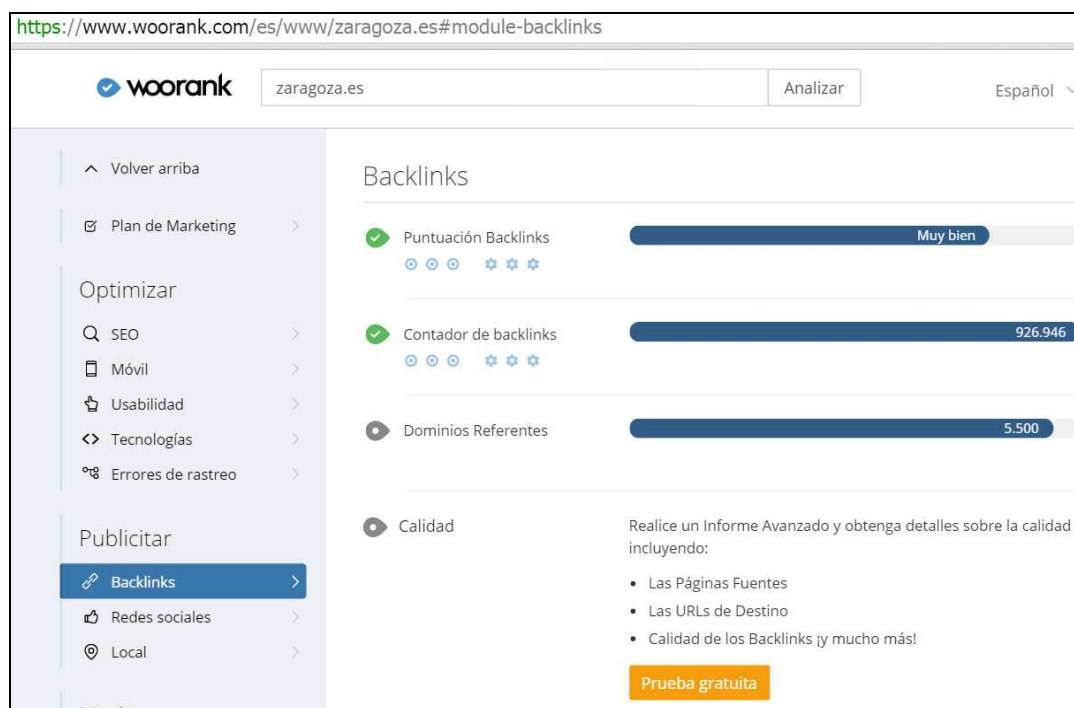 https://www.woorank.com/es/www/zaragoza.es#module-backlinks
woorank
zaragoza.es
Analizar
Español
Volver arriba
Plan de Marketing
Optimizar
SEO
Móvil
Usabilidad
Tecnologías
Errores de rastreo
Publicitar
Backlinks
Redes sociales
Local
Backlinks
Puntuación Backlinks
Muy bien
Contador de backlinks
926.946
Dominios Referentes
5.500
Calidad
Realice un Informe Avanzado y obtenga detalles sobre la calidad
incluyendo:
• Las Páginas Fuentes
• Las URLs de Destino
• Calidad de los Backlinks ¡y mucho más!
Prueba gratuita